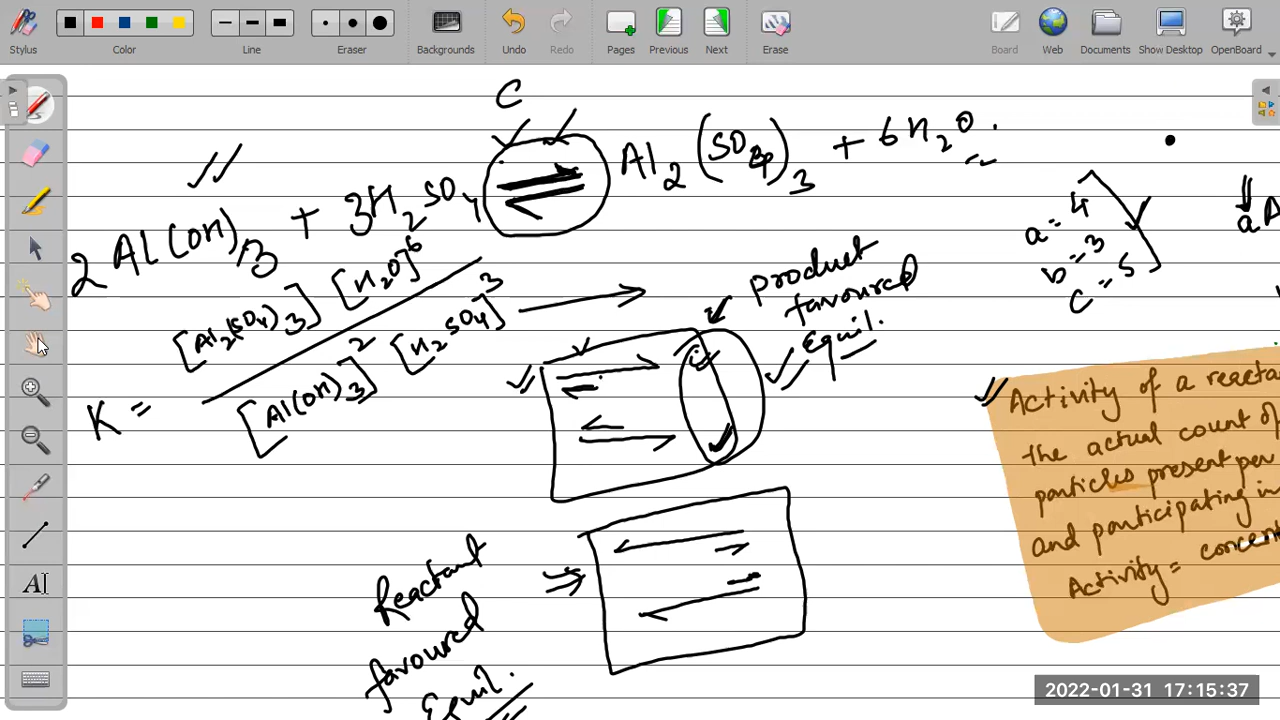 Stylus Color Line Eraser Backgrounds Undo Redo Pages Previous Next Erase Board Web Documents Show Desktop OpenBoard
C
2 Al(OH)3 + 3H2SO4 ⇌ Al2(SO4)3 + 6H2O.
K = [Al2(SO4)3] [H2O]^6 / [Al(OH)3]^2 [H2SO4]^3
a = 4
b = 3
c = 5
aA
product
favoured
Equil.
Reactant
favoured
Equil.
Activity of a reacta
the actual count of
particles present per
and participating in
Activity = concent
2022-01-31 17:15:37